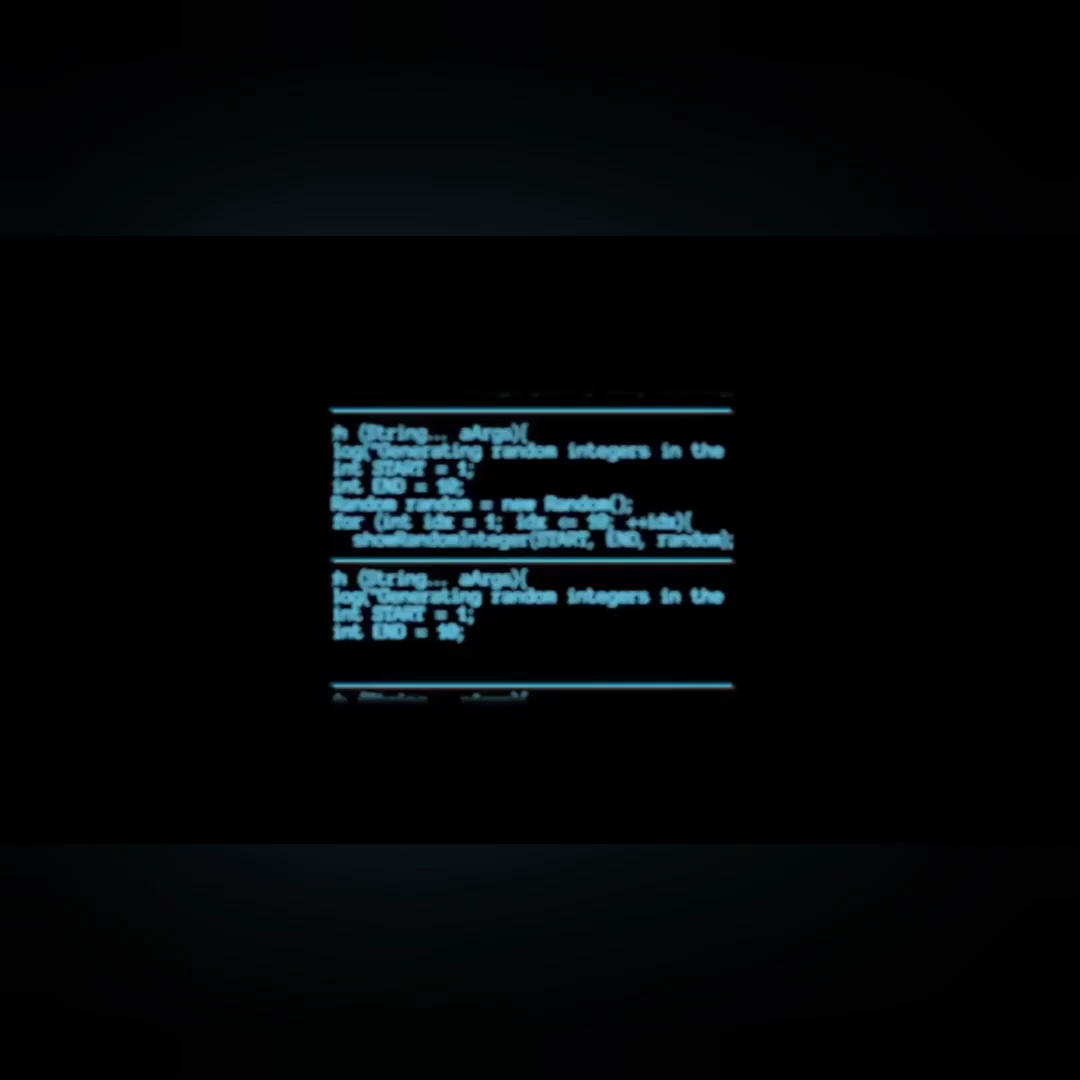 n (String... aArgs){
log("Generating random integers in the
int START = 1;
int END = 10;
Random random = new Random();
for (int idx = 1; idx <= 10; ++idx){
showRandomInteger(START, END, random);
n (String... aArgs){
log("Generating random integers in the
int START = 1;
int END = 10;
n (String... aArgs){